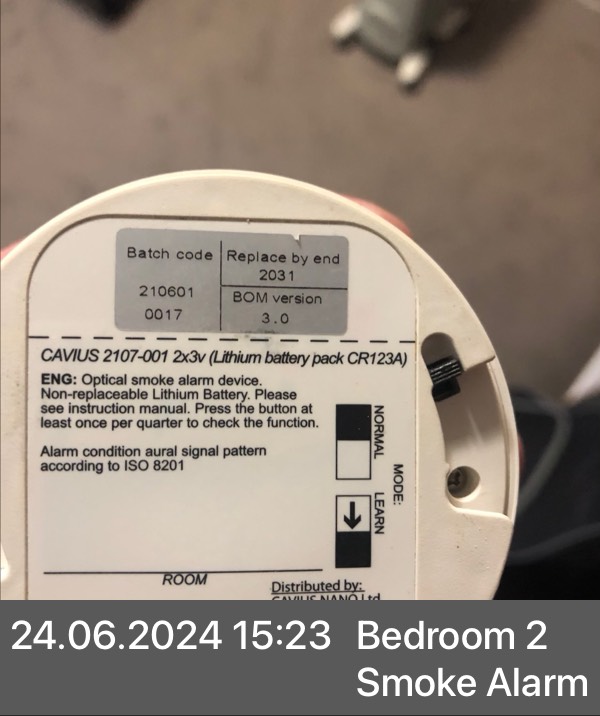 Batch code
210601
0017
Replace by end
2031
BOM version
3.0
CAVIUS 2107-001 2x3v (Lithium battery pack CR123A)
ENG: Optical smoke alarm device.
Non-replaceable Lithium Battery. Please
see instruction manual. Press the button at
least once per quarter to check the function.
Alarm condition aural signal pattern
according to ISO 8201
NORMAL
MODE:
LEARN
ROOM
Distributed by:
CAVIUS NANO Ltd
24.06.2024 15:23
Bedroom 2
Smoke Alarm